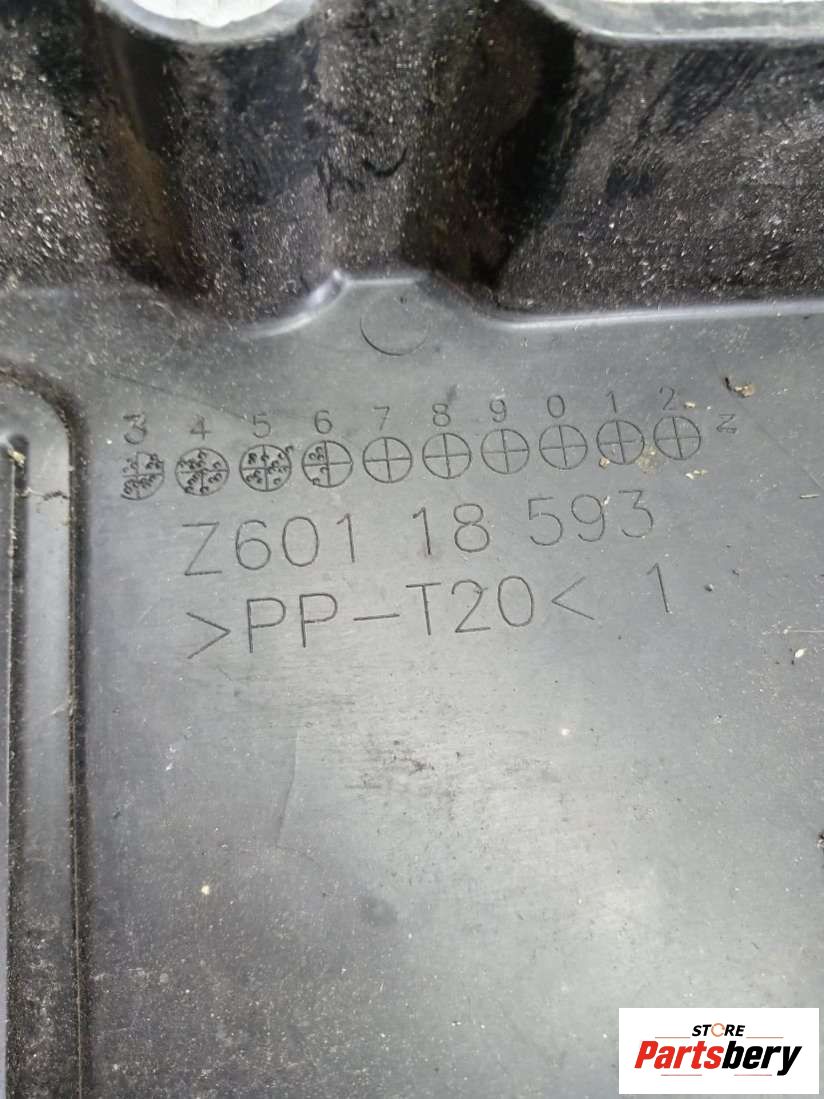 3 4 5 6 7 8 9 0 1 2 N
Z601 18 593
>PP-T20< 1
STORE
Partsbery